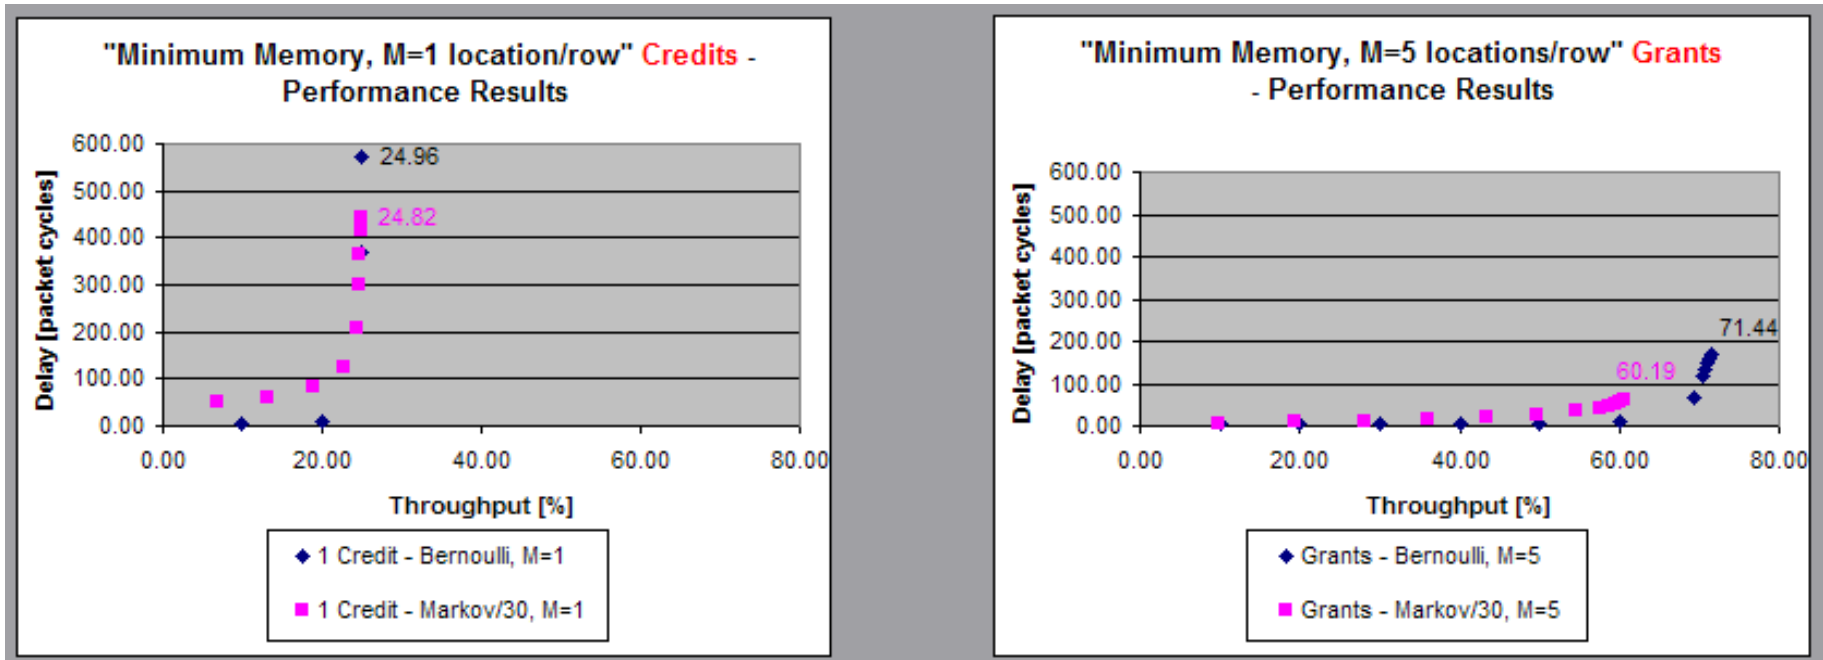 "Minimum Memory, M=1 location/row" Credits -
Performance Results
600.00
500.00
400.00
300.00
200.00
100.00
0.00
Delay [packet cycles]
24.96
24.82
0.00 20.00 40.00 60.00 80.00
Throughput [%]
1 Credit - Bernoulli, M=1
1 Credit - Markov/30, M=1
"Minimum Memory, M=5 locations/row" Grants
- Performance Results
600.00
500.00
400.00
300.00
200.00
100.00
0.00
Delay [packet cycles]
71.44
60.19
0.00 20.00 40.00 60.00 80.00
Throughput [%]
Grants - Bernoulli, M=5
Grants - Markov/30, M=5